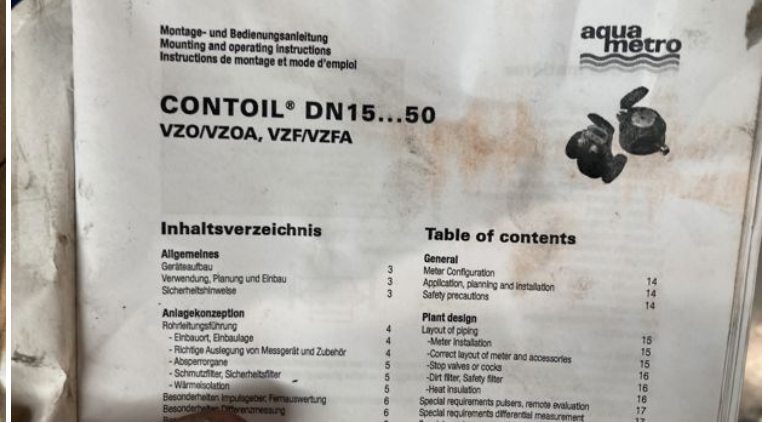 Montage- und Bedienungsanleitung
Mounting and operating instructions
Instructions de montage et mode d'emploi
aqua
metro
CONTOIL® DN15...50
VZO/VZOA, VZF/VZFA
Inhaltsverzeichnis
Allgemeines
Geräteaufbau 3
Verwendung, Planung und Einbau 3
Sicherheitshinweise 3
Anlagekonzeption
Rohrleitungsführung 4
- Einbauort, Einbaulage 4
- Richtige Auslegung von Messgerät und Zubehör 4
- Absperrorgane 5
- Schmutzfilter, Sicherheitsfilter 5
- Wärmeisolation 5
Besonderheiten Impulsgeber, Fernauswertung 6
Besonderheiten Differenzmessung 6
Table of contents
General
Meter Configuration 14
Application, planning and installation 14
Safety precautions 14
Plant design
Layout of piping 15
-Meter Installation 15
-Correct layout of meter and accessories 15
-Stop valves or cocks 16
-Dirt filter, Safety filter 16
-Heat insulation 16
Special requirements pulsers, remote evaluation 17
Special requirements differential measurement